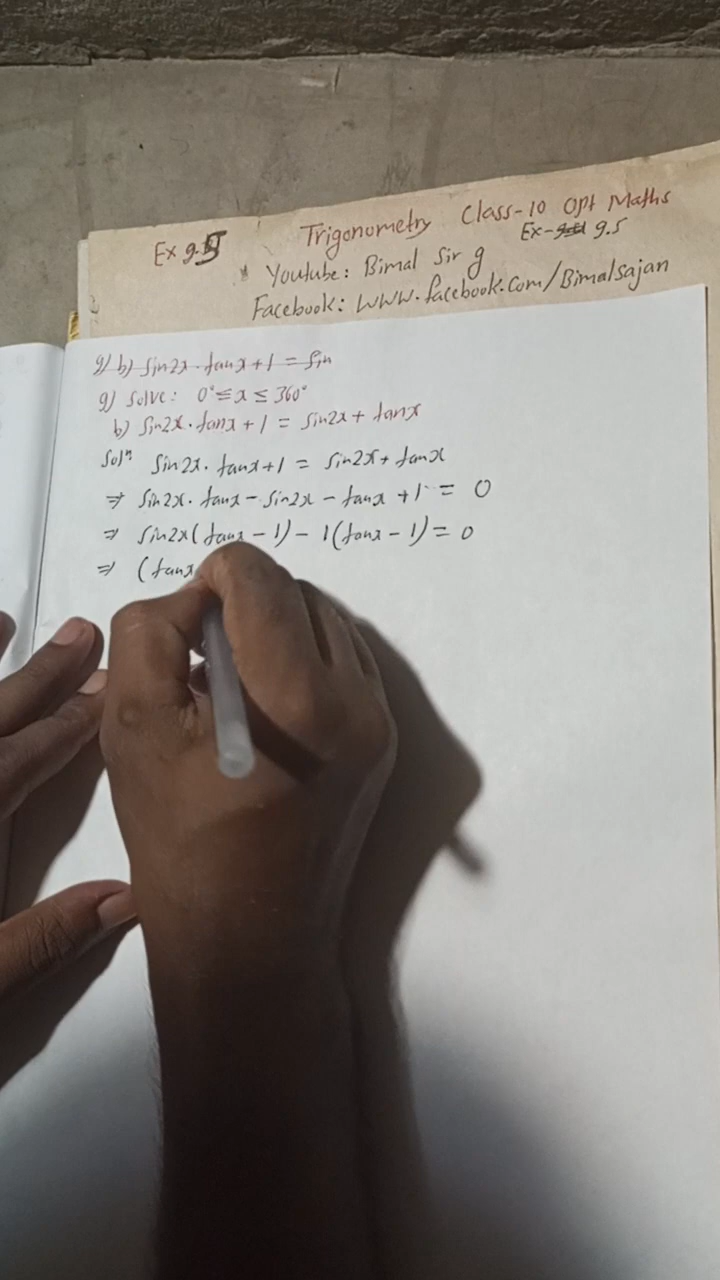 Ex 9.5
Trigonometry Class-10 Opt Maths
Ex- 9.5
Youtube: Bimal Sir g
Facebook: www.facebook.com/Bimalsajan
9) b) Sin2x. tanx+1 = Sin
9) Solve: 0° ≤ x ≤ 360°
b) Sin2x. tanx + 1 = Sin2x + tanx
Solⁿ Sin2x. tanx+1 = Sin2x + tanx
⇒ Sin2x. tanx - Sin2x - tanx + 1 = 0
⇒ Sin2x(tanx - 1) - 1(tanx - 1) = 0
⇒ (tanx